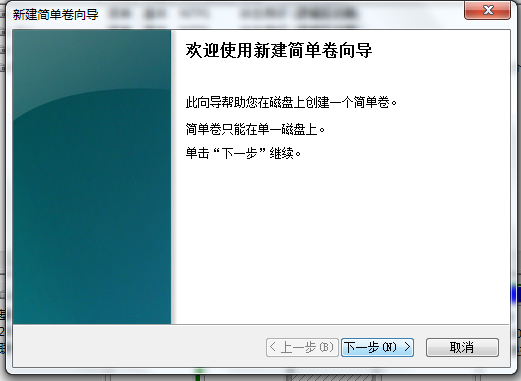 新建简单卷向导
欢迎使用新建简单卷向导
此向导帮助您在磁盘上创建一个简单卷。
简单卷只能在单一磁盘上。
单击“下一步”继续。
< 上一步(B)
下一步(N) >
取消